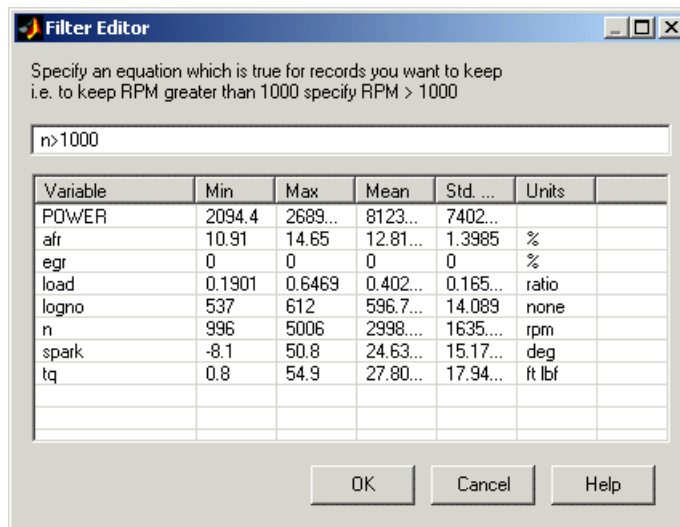 Filter Editor
Specify an equation which is true for records you want to keep
i.e. to keep RPM greater than 1000 specify RPM > 1000
n>1000
Variable Min Max Mean Std. ... Units
POWER 2094.4 2689... 8123... 7402...
afr 10.91 14.65 12.81... 1.3985 %
egr 0 0 0 0 %
load 0.1901 0.6469 0.402... 0.165... ratio
logno 537 612 596.7... 14.089 none
n 996 5006 2998.... 1635.... rpm
spark -8.1 50.8 24.63... 15.17... deg
tq 0.8 54.9 27.80... 17.94... ft lbf
OK Cancel Help